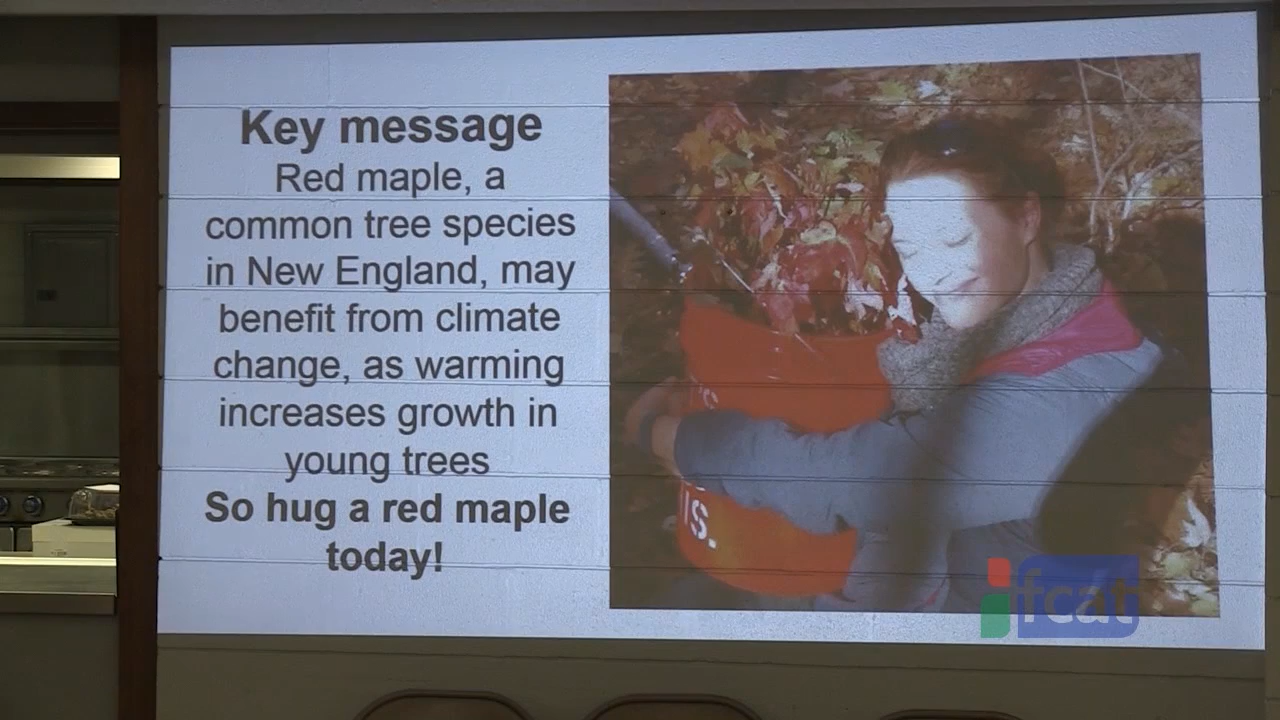 Key message
Red maple, a
common tree species
in New England, may
benefit from climate
change, as warming
increases growth in
young trees
So hug a red maple
today!
IS.
fcat